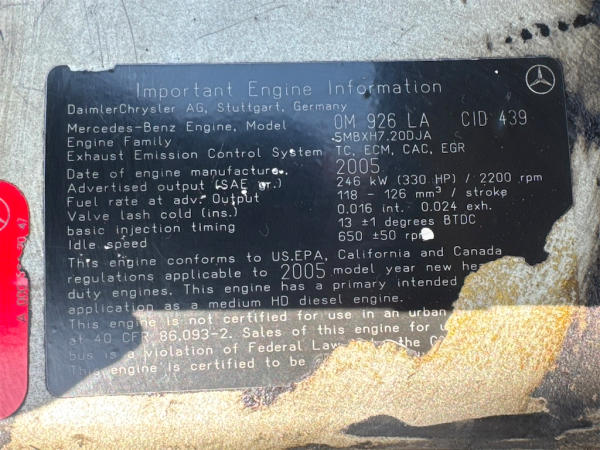 Important Engine Information
DaimlerChrysler AG, Stuttgart, Germany
Mercedes-Benz Engine, Model OM 926 LA CID 439
Engine Family 5MBXH7.20DJA
Exhaust Emission Control System TC, ECM, CAC, EGR
Date of engine manufacture 2005
Advertised output (SAE gr.) 246 kW (330 HP) / 2200 rpm
Fuel rate at adv. Output 118 - 126 mm³ / stroke
Valve lash cold (ins.) 0.016 int. 0.024 exh.
basic injection timing 13 ±1 degrees BTDC
Idle speed 650 ±50 rpm
This engine conforms to US.EPA, California and Canada
regulations applicable to 2005 model year new
duty engines. This engine has a primary intended
application as a medium HD diesel engine.
This engine is not certified for use in an urban
at 40 CFR 86.093-2. Sales of this engine for
bus is a violation of Federal Law the
This engine is certified to be